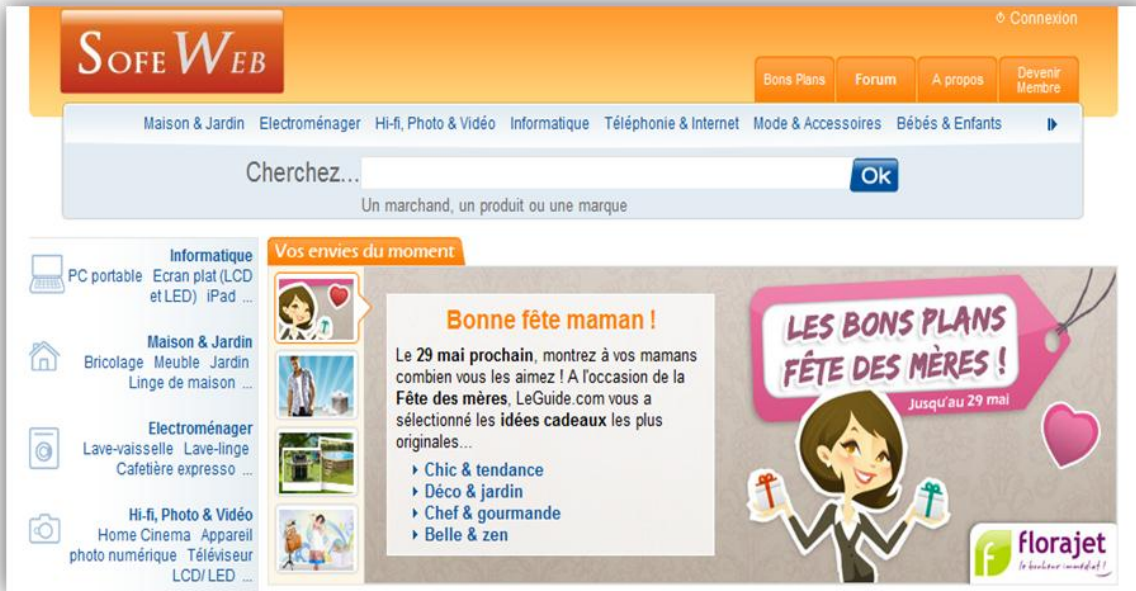 Connexion
SOFE WEB
Bons Plans
Forum
A propos
Devenir
Membre
Maison & Jardin Electroménager Hi-fi, Photo & Vidéo Informatique Téléphonie & Internet Mode & Accessoires Bébés & Enfants
Cherchez... Ok
Un marchand, un produit ou une marque
Informatique
PC portable Ecran plat (LCD
et LED) iPad ...
Maison & Jardin
Bricolage Meuble Jardin
Linge de maison ...
Electroménager
Lave-vaisselle Lave-linge
Cafetière expresso ...
Hi-fi, Photo & Vidéo
Home Cinema Appareil
photo numérique Téléviseur
LCD/ LED ...
Vos envies du moment
Bonne fête maman !
Le 29 mai prochain, montrez à vos mamans
combien vous les aimez ! A l'occasion de la
Fête des mères, LeGuide.com vous a
sélectionné les idées cadeaux les plus
originales...
Chic & tendance
Déco & jardin
Chef & gourmande
Belle & zen
LES BONS PLANS
FÊTE DES MÈRES !
Jusqu'au 29 mai
florajet
le bonheur immédiat !